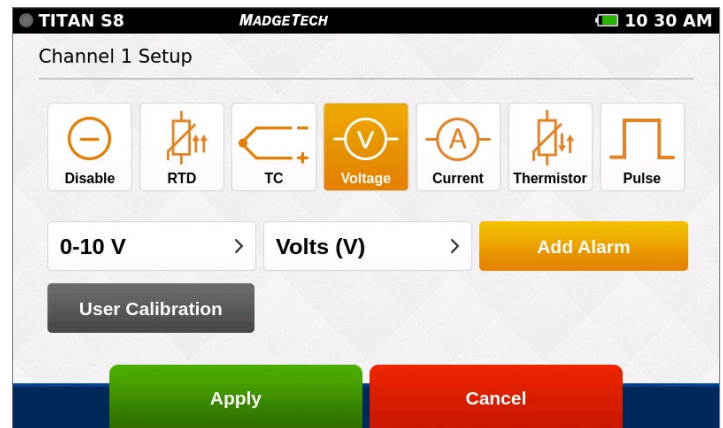 TITAN S8 MADGETECH 10 30 AM
Channel 1 Setup
V A
Disable RTD TC Voltage Current Thermistor Pulse
0-10 V > Volts (V) > Add Alarm
User Calibration
Apply Cancel